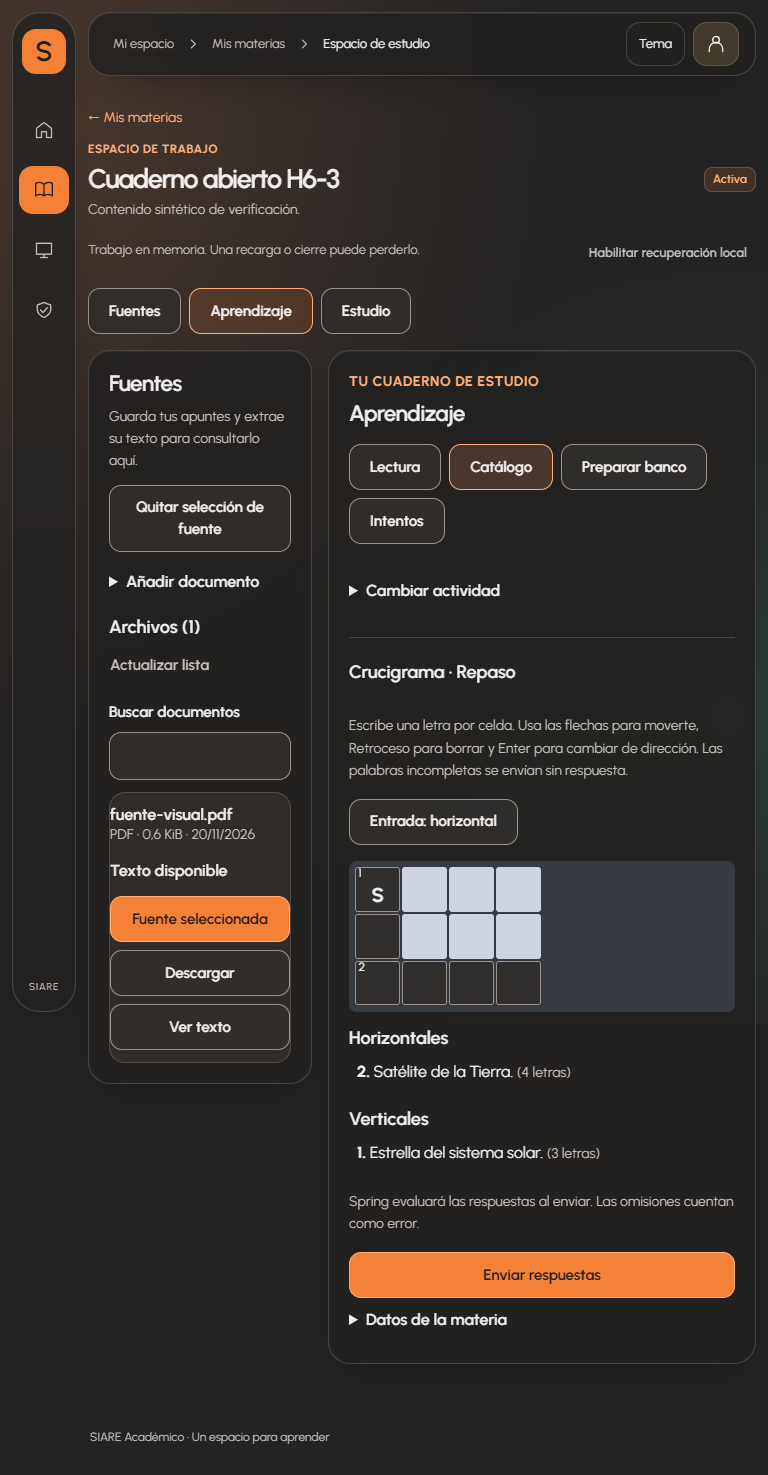 S
Mi espacio > Mis materias > Espacio de estudio
Tema
← Mis materias
ESPACIO DE TRABAJO
Cuaderno abierto H6-3
Activa
Contenido sintético de verificación.
Trabajo en memoria. Una recarga o cierre puede perderlo.
Habilitar recuperación local
Fuentes
Aprendizaje
Estudio
Fuentes
Guarda tus apuntes y extrae
su texto para consultarlo
aquí.
Quitar selección de
fuente
Añadir documento
Archivos (1)
Actualizar lista
Buscar documentos
fuente-visual.pdf
PDF · 0,6 KiB · 20/11/2026
Texto disponible
Fuente seleccionada
Descargar
Ver texto
SIARE
TU CUADERNO DE ESTUDIO
Aprendizaje
Lectura
Catálogo
Preparar banco
Intentos
Cambiar actividad
Crucigrama · Repaso
Escribe una letra por celda. Usa las flechas para moverte,
Retroceso para borrar y Enter para cambiar de dirección. Las
palabras incompletas se envían sin respuesta.
Entrada: horizontal
1
S
2
Horizontales
2. Satélite de la Tierra. (4 letras)
Verticales
1. Estrella del sistema solar. (3 letras)
Spring evaluará las respuestas al enviar. Las omisiones cuentan
como error.
Enviar respuestas
Datos de la materia
SIARE Académico · Un espacio para aprender